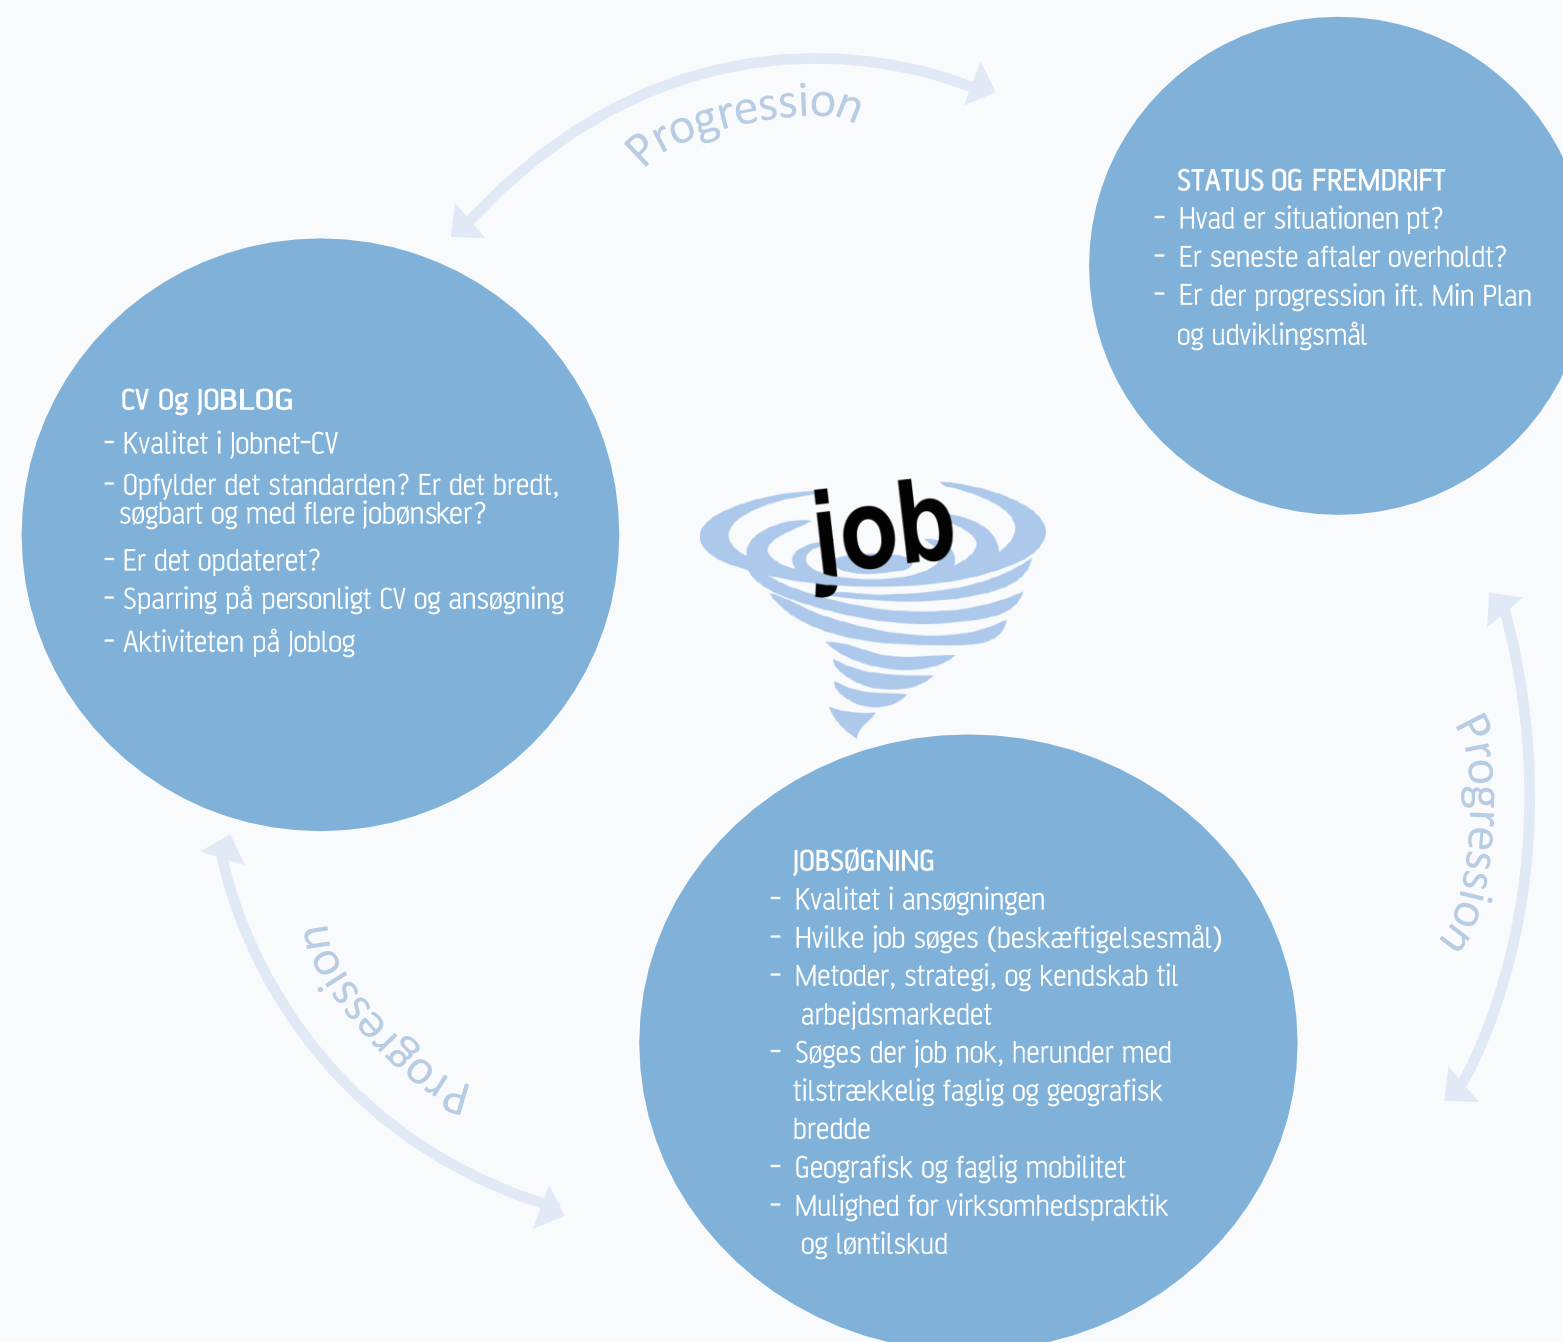 Progression
STATUS OG FREMDRIFT
- Hvad er situationen pt?
- Er seneste aftaler overholdt?
- Er der progression ift. Min Plan
og udviklingsmål
CV Og JOBLOG
- Kvalitet i Jobnet-CV
- Opfylder det standarden? Er det bredt,
søgbart og med flere jobønsker?
- Er det opdateret?
- Sparring på personligt CV og ansøgning
- Aktiviteten på Joblog
job
Progression
Progression
JOBSØGNING
- Kvalitet i ansøgningen
- Hvilke job søges (beskæftigelsesmål)
- Metoder, strategi, og kendskab til
arbejdsmarkedet
- Søges der job nok, herunder med
tilstrækkelig faglig og geografisk
bredde
- Geografisk og faglig mobilitet
- Mulighed for virksomhedspraktik
og løntilskud